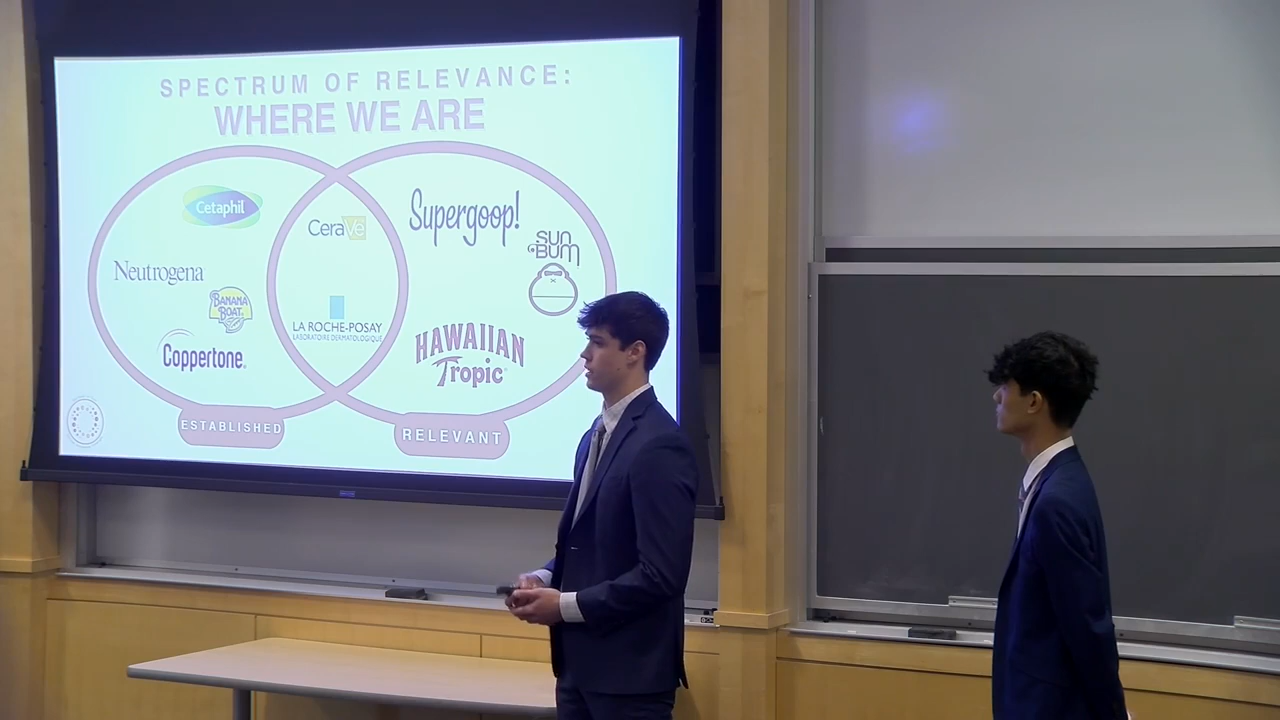 SPECTRUM OF RELEVANCE:
WHERE WE ARE
Cetaphil
CeraVe
Supergoop!
SUN
BUM
Neutrogena
BANANA
BOAT
LA ROCHE-POSAY
LABORATOIRE DERMATOLOGIQUE
Coppertone
HAWAIIAN
Tropic
ESTABLISHED
RELEVANT